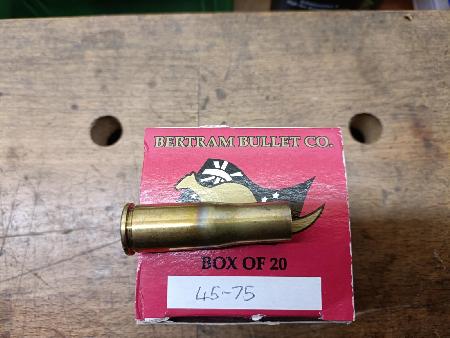 BERTRAM BULLET CO.
BOX OF 20
45-75